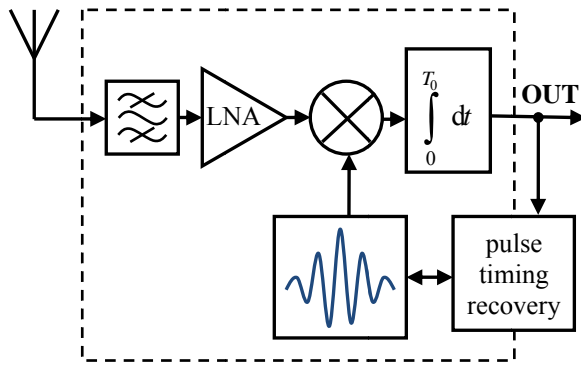 LNA
T₀
∫ dt
0
OUT
pulse
timing
recovery